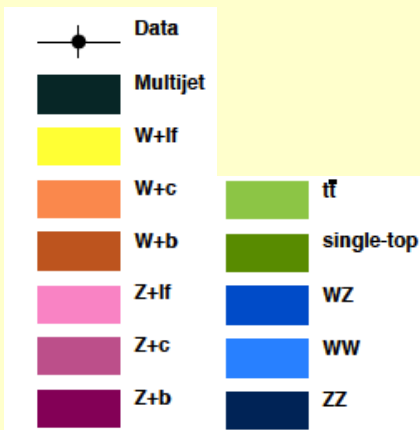 Data
Multijet
W+lf
W+c
W+b
Z+lf
Z+c
Z+b
tt̄
single-top
WZ
WW
ZZ